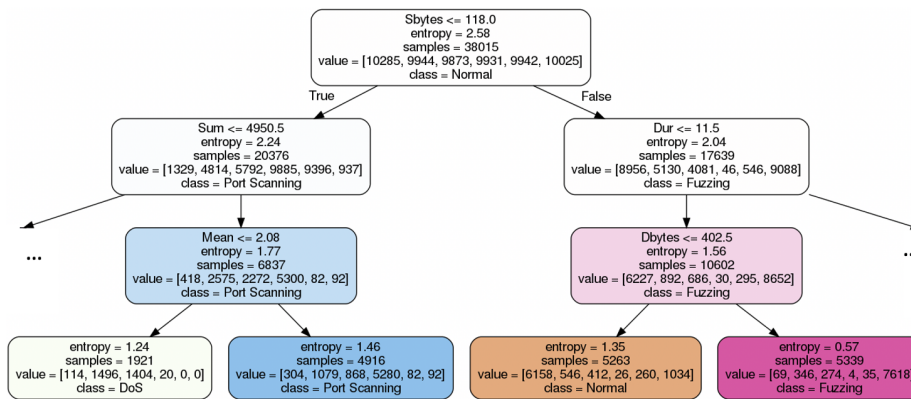 Sbytes <= 118.0
entropy = 2.58
samples = 38015
value = [10285, 9944, 9873, 9931, 9942, 10025]
class = Normal
True
False
Sum <= 4950.5
entropy = 2.24
samples = 20376
value = [1329, 4814, 5792, 9885, 9396, 937]
class = Port Scanning
Dur <= 11.5
entropy = 2.04
samples = 17639
value = [8956, 5130, 4081, 46, 546, 9088]
class = Fuzzing
...
Mean <= 2.08
entropy = 1.77
samples = 6837
value = [418, 2575, 2272, 5300, 82, 92]
class = Port Scanning
Dbytes <= 402.5
entropy = 1.56
samples = 10602
value = [6227, 892, 686, 30, 295, 8652]
class = Fuzzing
...
entropy = 1.24
samples = 1921
value = [114, 1496, 1404, 20, 0, 0]
class = DoS
entropy = 1.46
samples = 4916
value = [304, 1079, 868, 5280, 82, 92]
class = Port Scanning
entropy = 1.35
samples = 5263
value = [6158, 546, 412, 26, 260, 1034]
class = Normal
entropy = 0.57
samples = 5339
value = [69, 346, 274, 4, 35, 7618]
class = Fuzzing